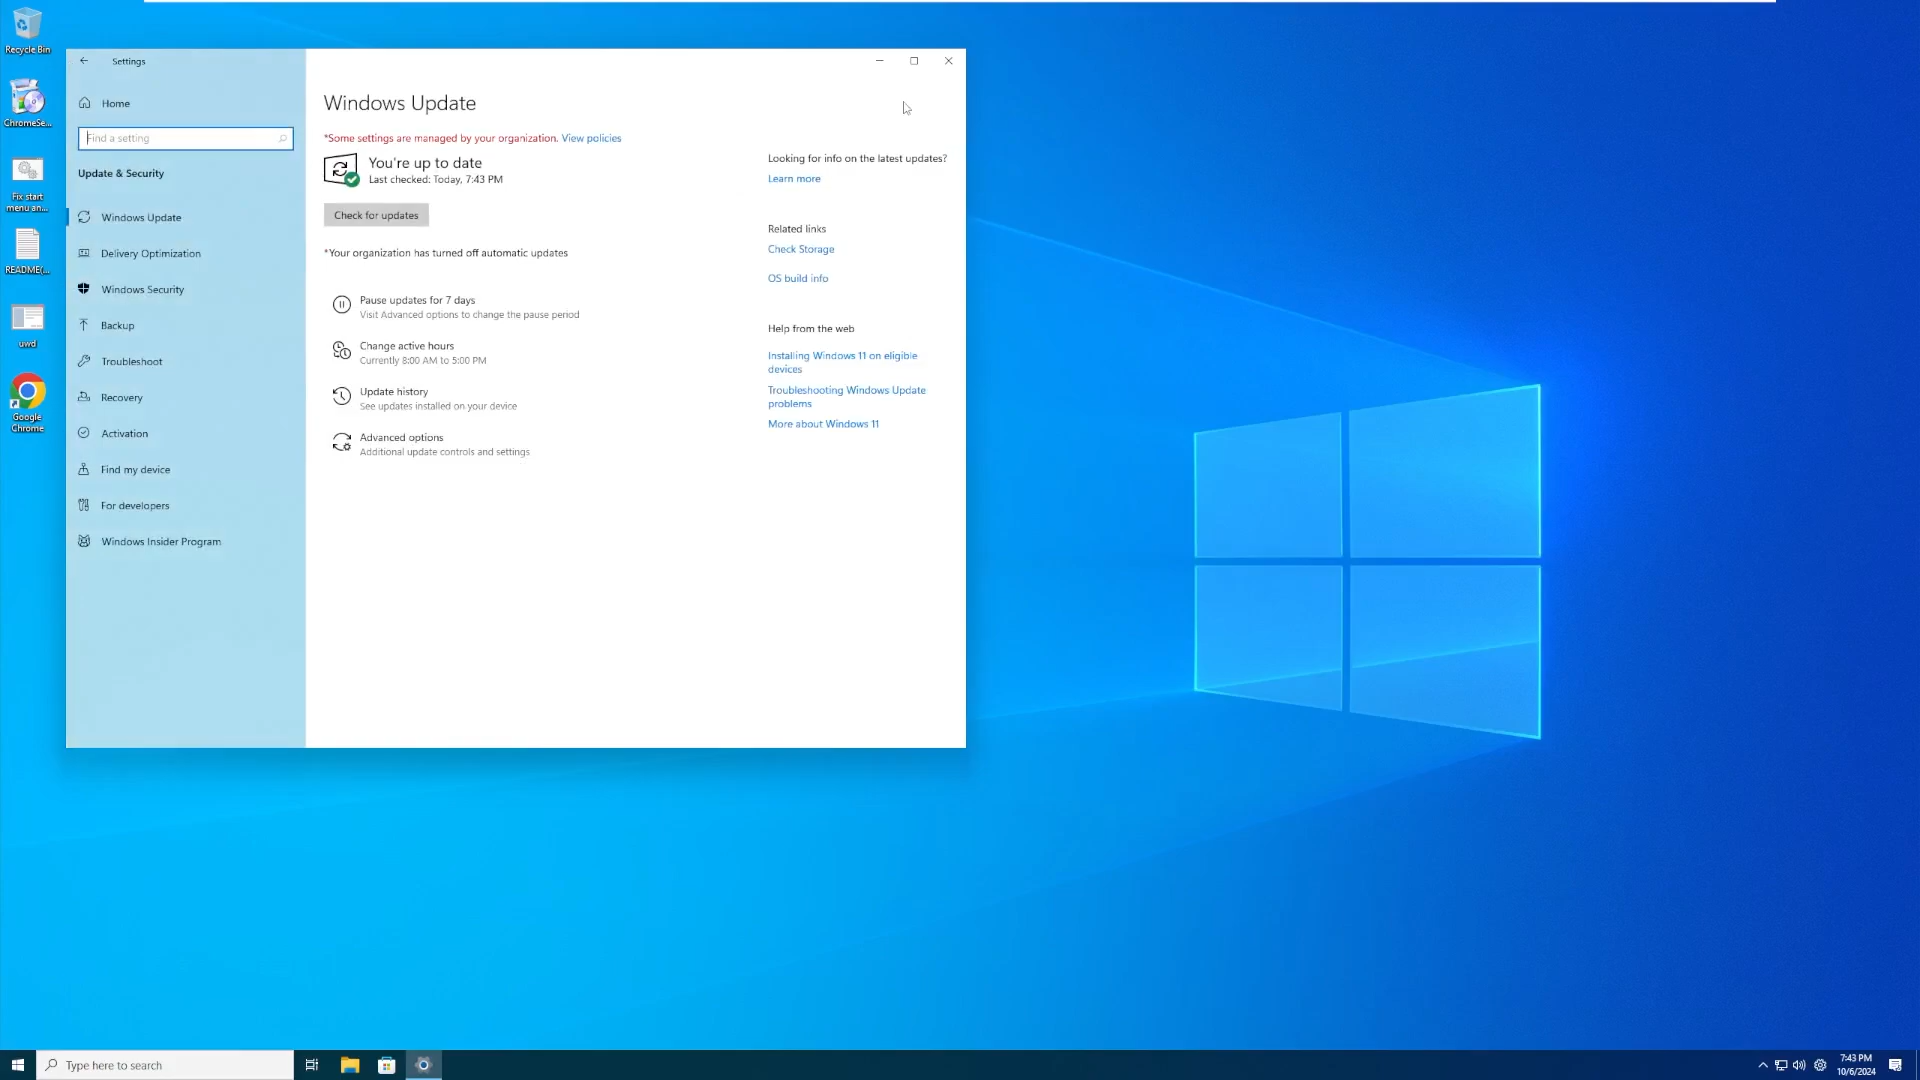 Recycle Bin
ChromeSe...
Fix start
menu an...
README(...
uwd
Google
Chrome
Settings
Home
Find a setting
Update & Security
Windows Update
Delivery Optimization
Windows Security
Backup
Troubleshoot
Recovery
Activation
Find my device
For developers
Windows Insider Program
Windows Update
*Some settings are managed by your organization. View policies
You're up to date
Last checked: Today, 7:43 PM
Check for updates
*Your organization has turned off automatic updates
Pause updates for 7 days
Visit Advanced options to change the pause period
Change active hours
Currently 8:00 AM to 5:00 PM
Update history
See updates installed on your device
Advanced options
Additional update controls and settings
Looking for info on the latest updates?
Learn more
Related links
Check Storage
OS build info
Help from the web
Installing Windows 11 on eligible
devices
Troubleshooting Windows Update
problems
More about Windows 11
Type here to search
7:43 PM
10/6/2024